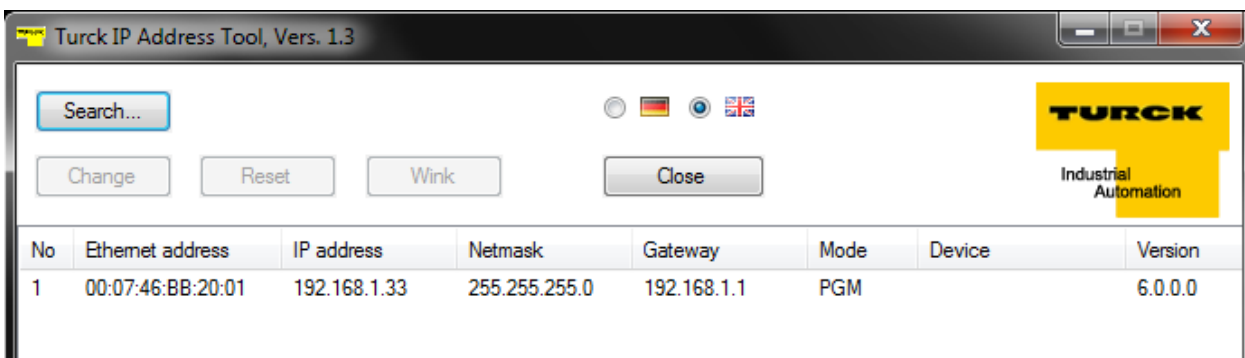 Turck IP Address Tool, Vers. 1.3
Search...
TURCK
Change Reset Wink Close
Industrial
Automation
No Ethernet address IP address Netmask Gateway Mode Device Version
1 00:07:46:BB:20:01 192.168.1.33 255.255.255.0 192.168.1.1 PGM 6.0.0.0